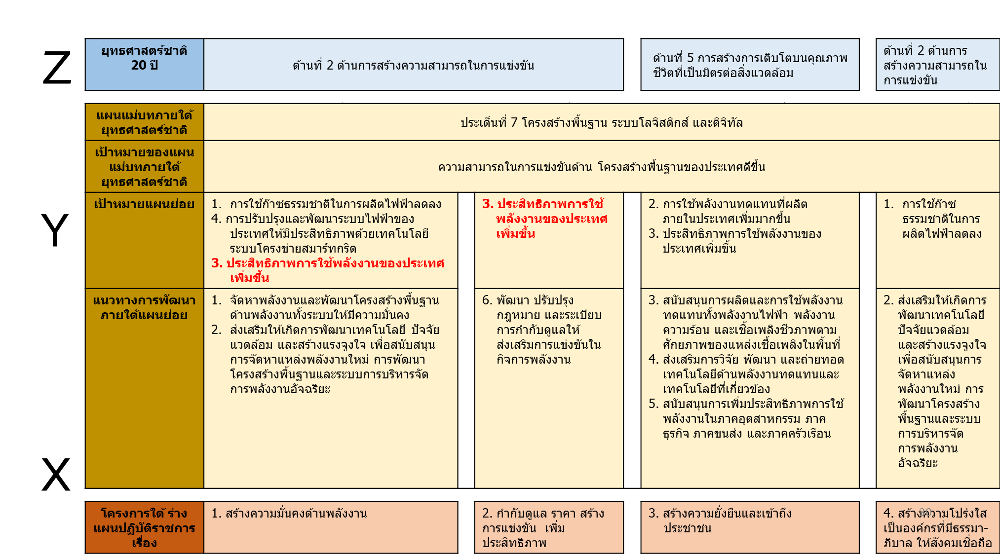 Z
ยุทธศาสตร์ชาติ
20 ปี
ด้านที่ 2 ด้านการสร้างความสามารถในการแข่งขัน
ด้านที่ 5 การสร้างการเติบโตบนคุณภาพ
ชีวิตที่เป็นมิตรต่อสิ่งแวดล้อม
ด้านที่ 2 ด้านการ
สร้างความสามารถใน
การแข่งขัน
แผนแม่บทภายใต้
ยุทธศาสตร์ชาติ
ประเด็นที่ 7 โครงสร้างพื้นฐาน ระบบโลจิสติกส์ และดิจิทัล
เป้าหมายของแผน
แม่บทภายใต้
ยุทธศาสตร์ชาติ
ความสามารถในการแข่งขันด้าน โครงสร้างพื้นฐานของประเทศดีขึ้น
Y
เป้าหมายแผนย่อย
1. การใช้ก๊าซธรรมชาติในการผลิตไฟฟ้าลดลง
4. การปรับปรุงและพัฒนาระบบไฟฟ้าของ
ประเทศให้มีประสิทธิภาพด้วยเทคโนโลยี
ระบบโครงข่ายสมาร์ทกริด
3. ประสิทธิภาพการใช้พลังงานของประเทศ
เพิ่มขึ้น
3. ประสิทธิภาพการใช้
พลังงานของประเทศ
เพิ่มขึ้น
2. การใช้พลังงานทดแทนที่ผลิต
ภายในประเทศเพิ่มมากขึ้น
3. ประสิทธิภาพการใช้พลังงานของ
ประเทศเพิ่มขึ้น
1. การใช้ก๊าซ
ธรรมชาติในการ
ผลิตไฟฟ้าลดลง
แนวทางการพัฒนา
ภายใต้แผนย่อย
1. จัดหาพลังงานและพัฒนาโครงสร้างพื้นฐาน
ด้านพลังงานทั้งระบบให้มีความมั่นคง
2. ส่งเสริมให้เกิดการพัฒนาเทคโนโลยี ปัจจัย
แวดล้อม และสร้างแรงจูงใจ เพื่อสนับสนุน
การจัดหาแหล่งพลังงานใหม่ การพัฒนา
โครงสร้างพื้นฐานและระบบการบริหารจัด
การพลังงานอัจฉริยะ
6. พัฒนา ปรับปรุง
กฎหมาย และระเบียบ
การกำกับดูแลให้
ส่งเสริมการแข่งขันใน
กิจการพลังงาน
3. สนับสนุนการผลิตและการใช้พลังงาน
ทดแทนทั้งพลังงานไฟฟ้า พลังงาน
ความร้อน และเชื้อเพลิงชีวภาพตาม
ศักยภาพของแหล่งเชื้อเพลิงในพื้นที่
4. ส่งเสริมการวิจัย พัฒนา และถ่ายทอด
เทคโนโลยีด้านพลังงานทดแทนและ
เทคโนโลยีที่เกี่ยวข้อง
5. สนับสนุนการเพิ่มประสิทธิภาพการใช้
พลังงานในภาคอุตสาหกรรม ภาค
ธุรกิจ ภาคขนส่ง และภาคครัวเรือน
2. ส่งเสริมให้เกิดการ
พัฒนาเทคโนโลยี
ปัจจัยแวดล้อม
และสร้างแรงจูงใจ
เพื่อสนับสนุนการ
จัดหาแหล่ง
พลังงานใหม่ การ
พัฒนาโครงสร้าง
พื้นฐานและระบบ
การบริหารจัด
การพลังงาน
อัจฉริยะ
X
โครงการใต้ ร่าง
แผนปฏิบัติราชการ
เรื่อง
1. สร้างความมั่นคงด้านพลังงาน
2. กำกับดูแล ราคา สร้าง
การแข่งขัน เพิ่ม
ประสิทธิภาพ
3. สร้างความยั่งยืนและเข้าถึง
ประชาชน
4. สร้างความโปร่งใส
เป็นองค์กรที่มีธรรมา-
ภิบาล ให้สังคมเชื่อถือ
30